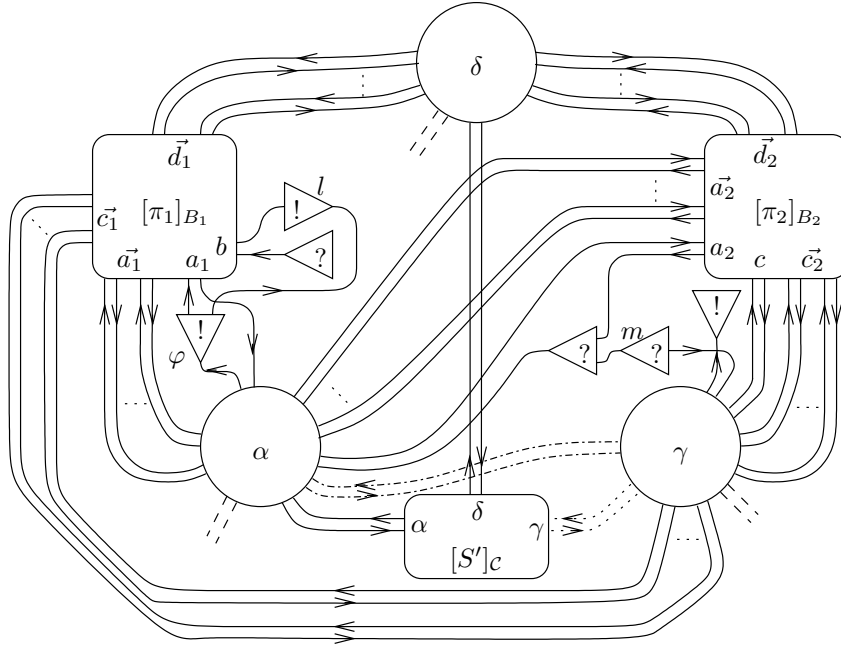 δ
d⃗₁ d⃗₂
l
! a⃗₂
c⃗₁ [π₁]_{B₁} [π₂]_{B₂}
b a₂
a⃗₁ a₁ ? c c⃗₂
! !
m
φ ? ?
α γ
δ
α γ
[S′]_𝒞